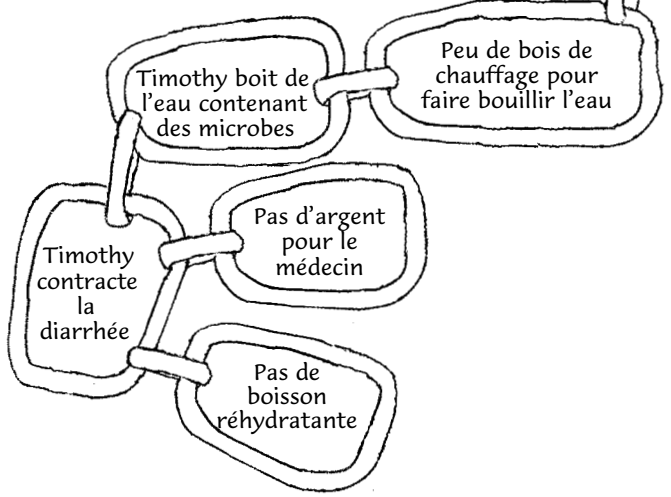 Peu de bois de
chauffage pour
faire bouillir l'eau
Timothy boit de
l'eau contenant
des microbes
Pas d'argent
pour le
médecin
Timothy
contracte
la
diarrhée
Pas de
boisson
réhydratante